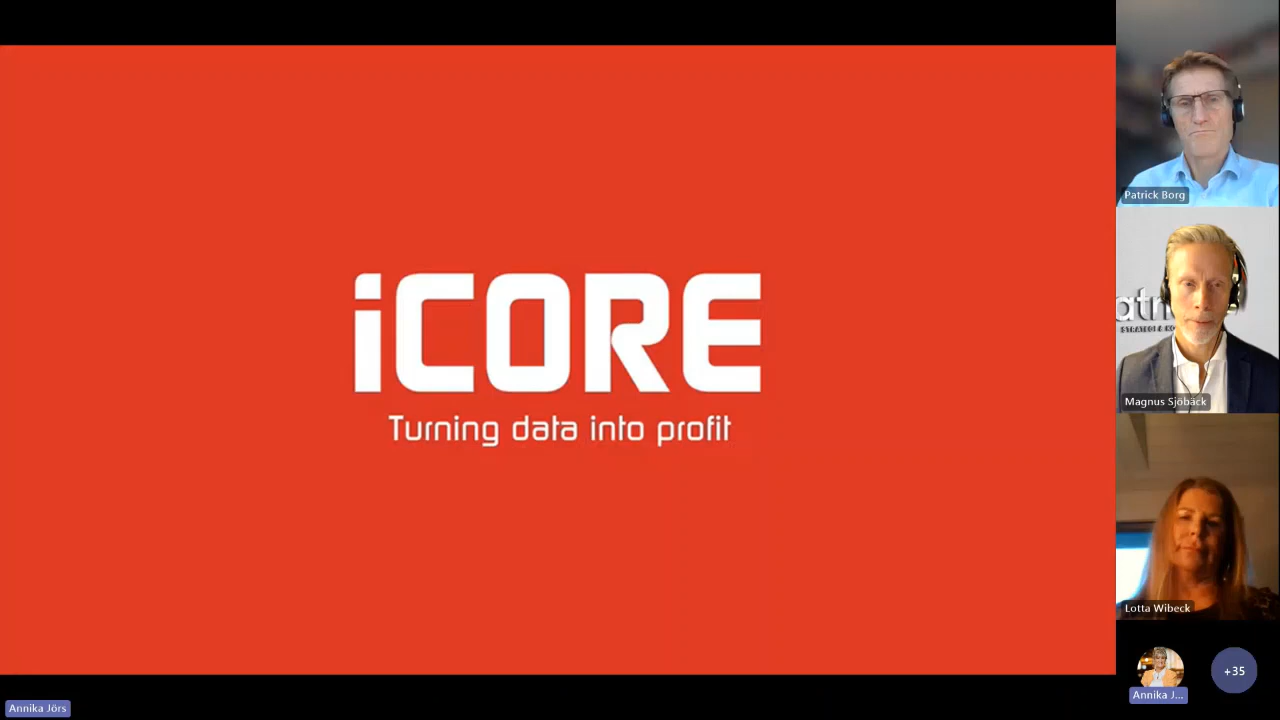 iCORE
Turning data into profit
Patrick Borg
Magnus Sjöbäck
Lotta Wibeck
Annika J...
+35
Annika Jörs